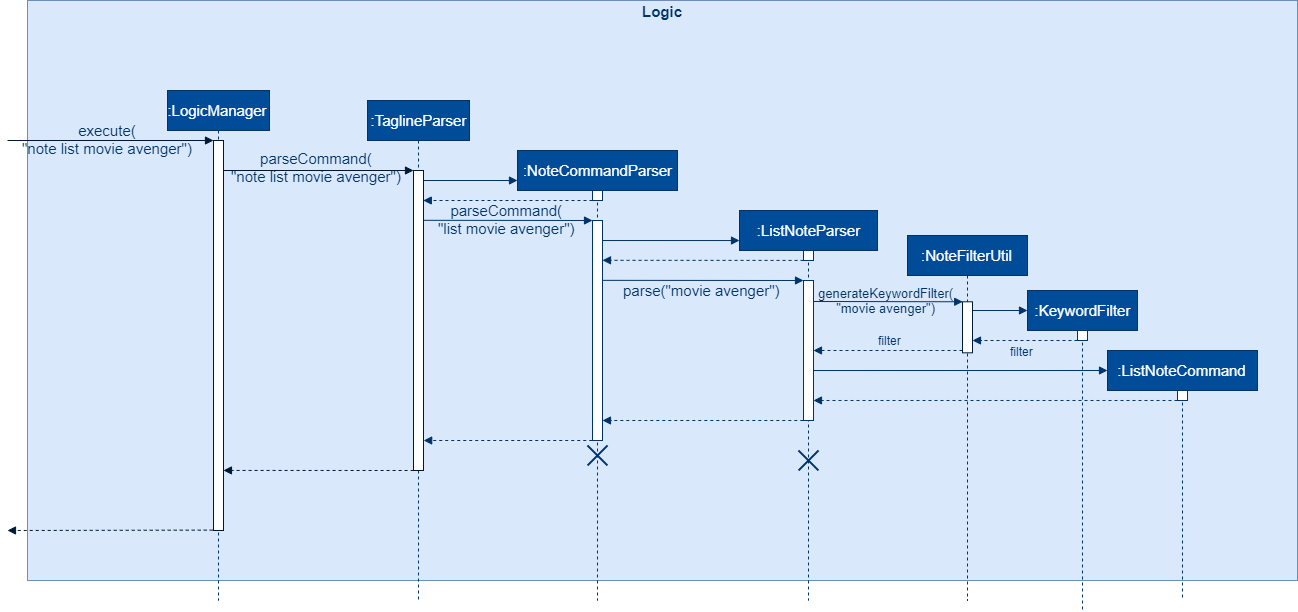 Logic
:LogicManager
:TaglineParser
execute(
"note list movie avenger")
parseCommand(
"note list movie avenger")
:NoteCommandParser
parseCommand(
"list movie avenger")
:ListNoteParser
:NoteFilterUtil
parse("movie avenger")
generateKeywordFilter(
"movie avenger")
:KeywordFilter
filter
filter
:ListNoteCommand